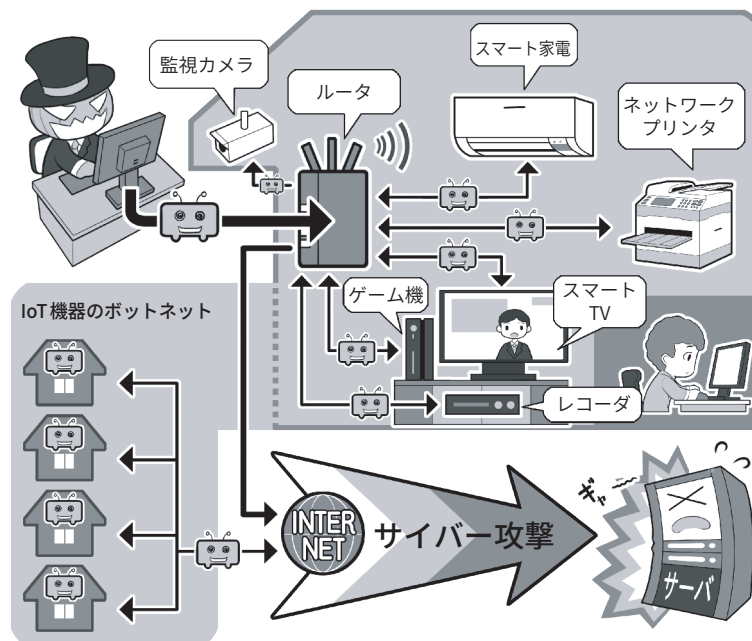 監視カメラ
ルータ
スマート家電
ネットワーク
プリンタ
IoT機器のボットネット
ゲーム機
スマート
TV
レコーダ
INTER
NET
サイバー攻撃
ギャー
サーバ